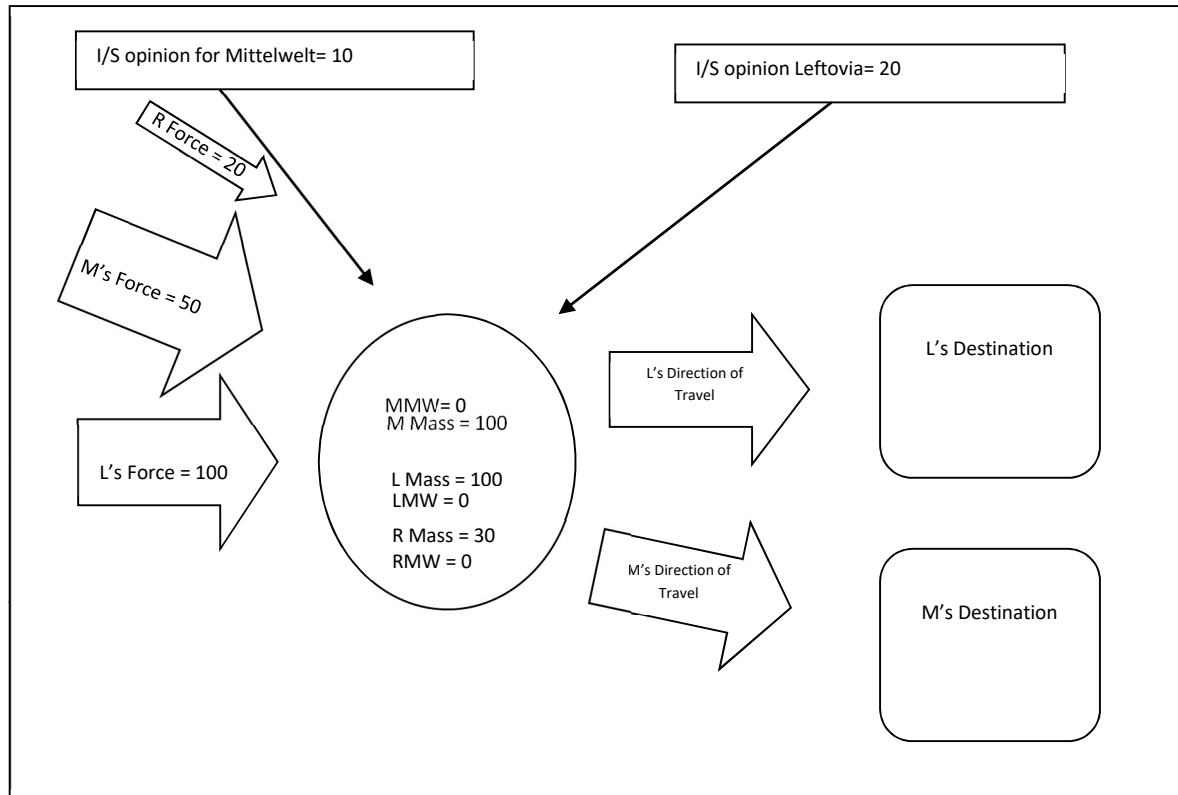 I/S opinion for Mittelwelt= 10
I/S opinion Leftovia= 20
R Force = 20
M's Force = 50
L's Force = 100
MMW= 0
M Mass = 100
L Mass = 100
LMW = 0
R Mass = 30
RMW = 0
L's Direction of
Travel
L's Destination
M's Direction of
Travel
M's Destination